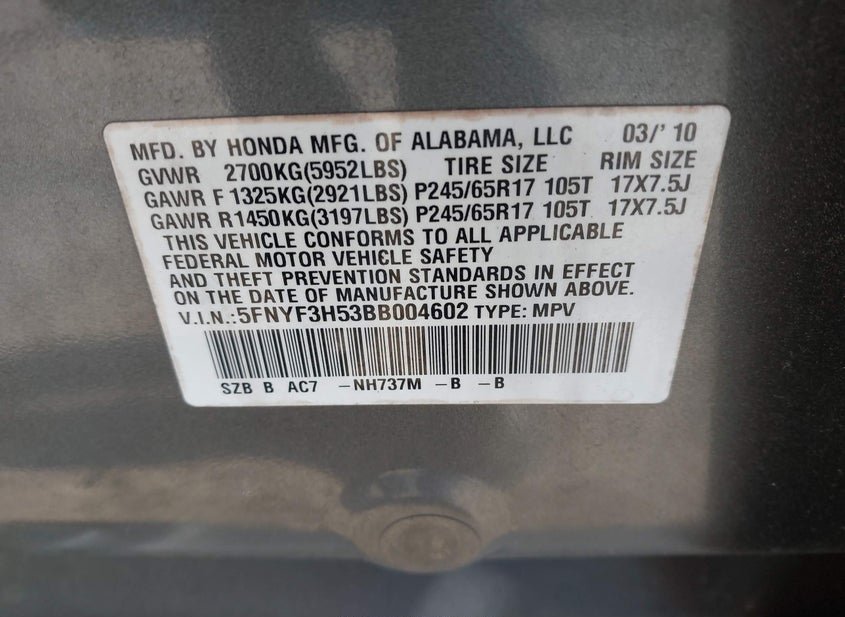 MFD. BY HONDA MFG. OF ALABAMA, LLC 03/' 10
GVWR 2700KG(5952LBS) TIRE SIZE RIM SIZE
GAWR F 1325KG(2921LBS) P245/65R17 105T 17X7.5J
GAWR R1450KG(3197LBS) P245/65R17 105T 17X7.5J
THIS VEHICLE CONFORMS TO ALL APPLICABLE
FEDERAL MOTOR VEHICLE SAFETY
AND THEFT PREVENTION STANDARDS IN EFFECT
ON THE DATE OF MANUFACTURE SHOWN ABOVE.
V.I.N.:5FNYF3H53BB004602 TYPE: MPV
SZB B AC7 -NH737M -B -B